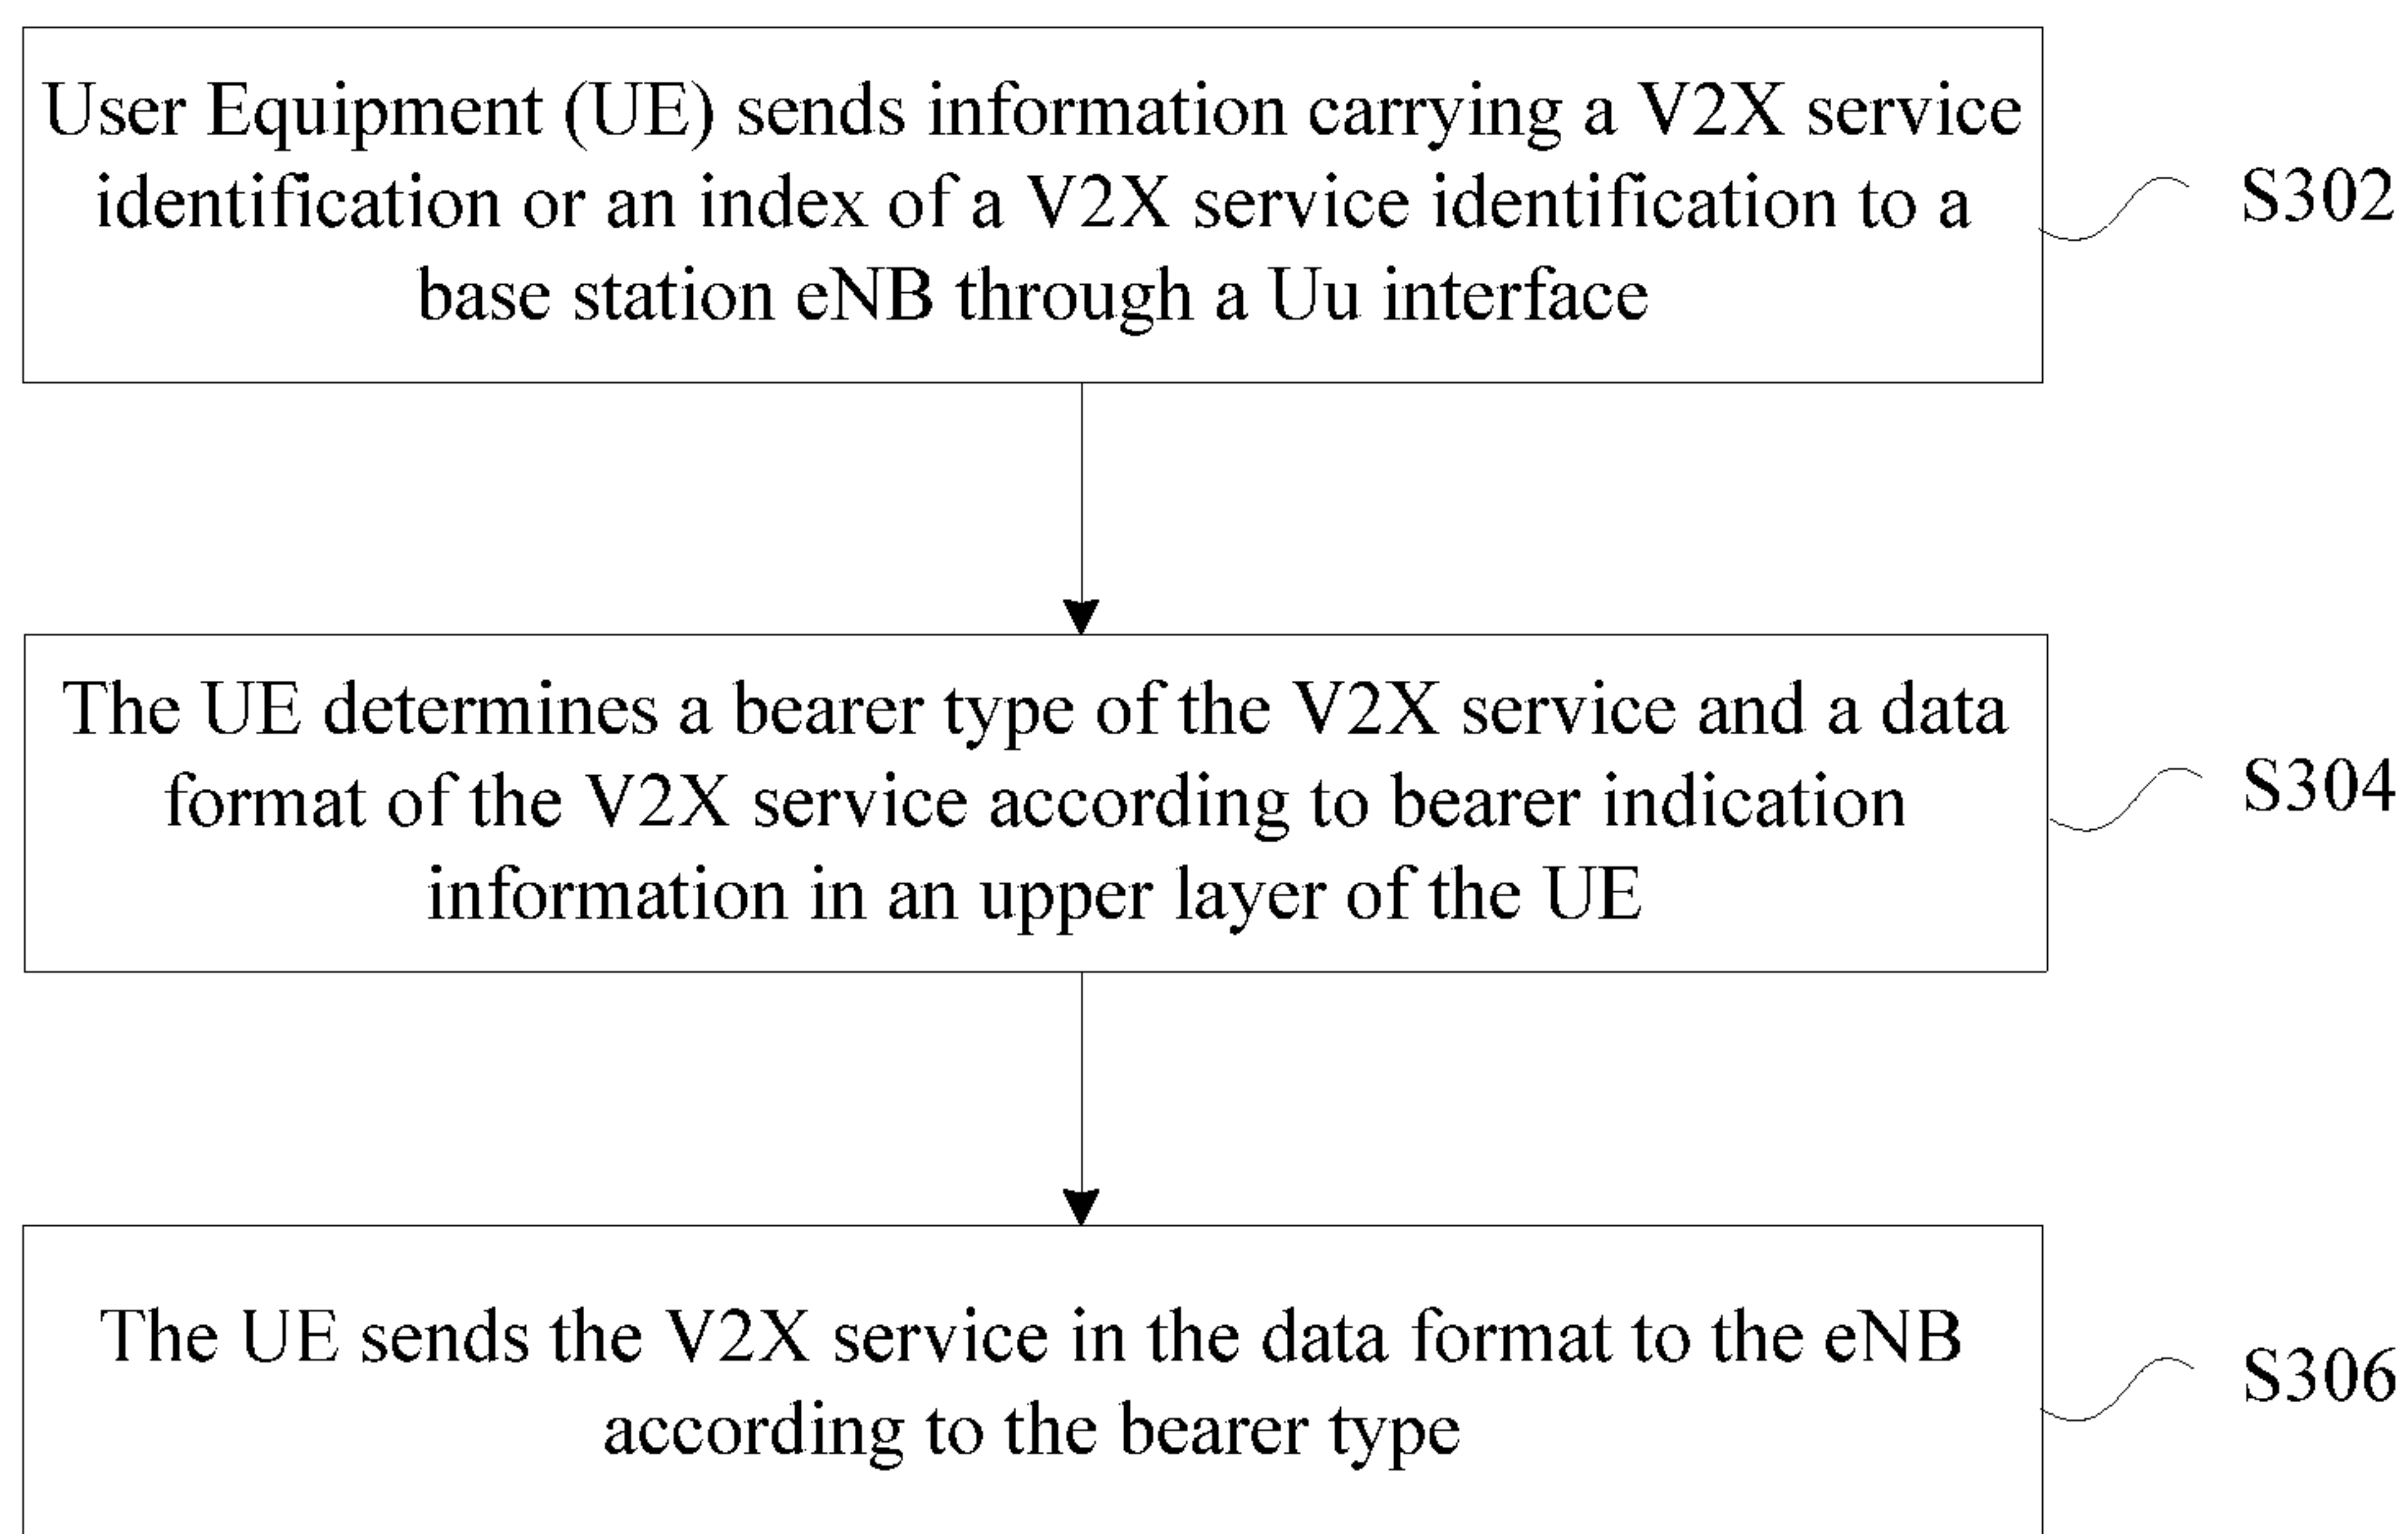 User Equipment (UE) sends information carrying a V2X service
identification or an index of a V2X service identification to a
base station eNB through a Uu interface
S302
The UE determines a bearer type of the V2X service and a data
format of the V2X service according to bearer indication
information in an upper layer of the UE
S304
The UE sends the V2X service in the data format to the eNB
according to the bearer type
S306